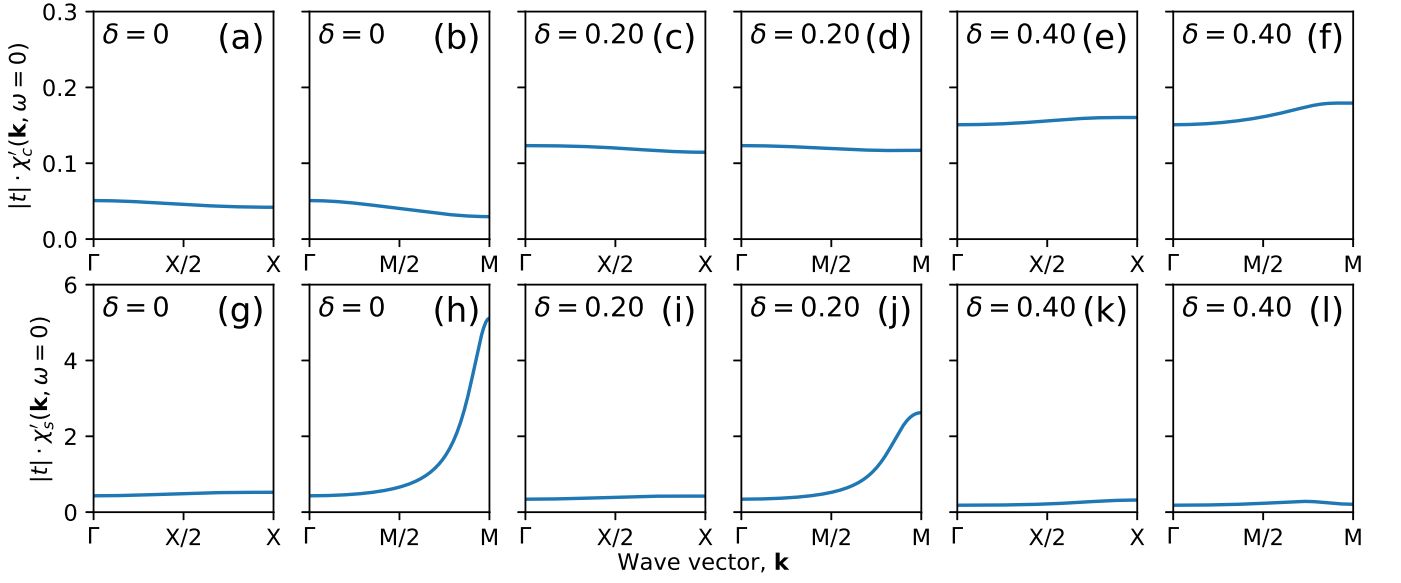 |t| · χ′c(k, ω = 0)
0.3
0.2
0.1
0.0
δ = 0 (a)
δ = 0 (b)
δ = 0.20 (c)
δ = 0.20 (d)
δ = 0.40 (e)
δ = 0.40 (f)
Γ X/2 X
Γ M/2 M
Γ X/2 X
Γ M/2 M
Γ X/2 X
Γ M/2 M
|t| · χ′s(k, ω = 0)
6
4
2
0
δ = 0 (g)
δ = 0 (h)
δ = 0.20 (i)
δ = 0.20 (j)
δ = 0.40 (k)
δ = 0.40 (l)
Γ X/2 X
Γ M/2 M
Γ X/2 X
Γ M/2 M
Γ X/2 X
Γ M/2 M
Wave vector, k